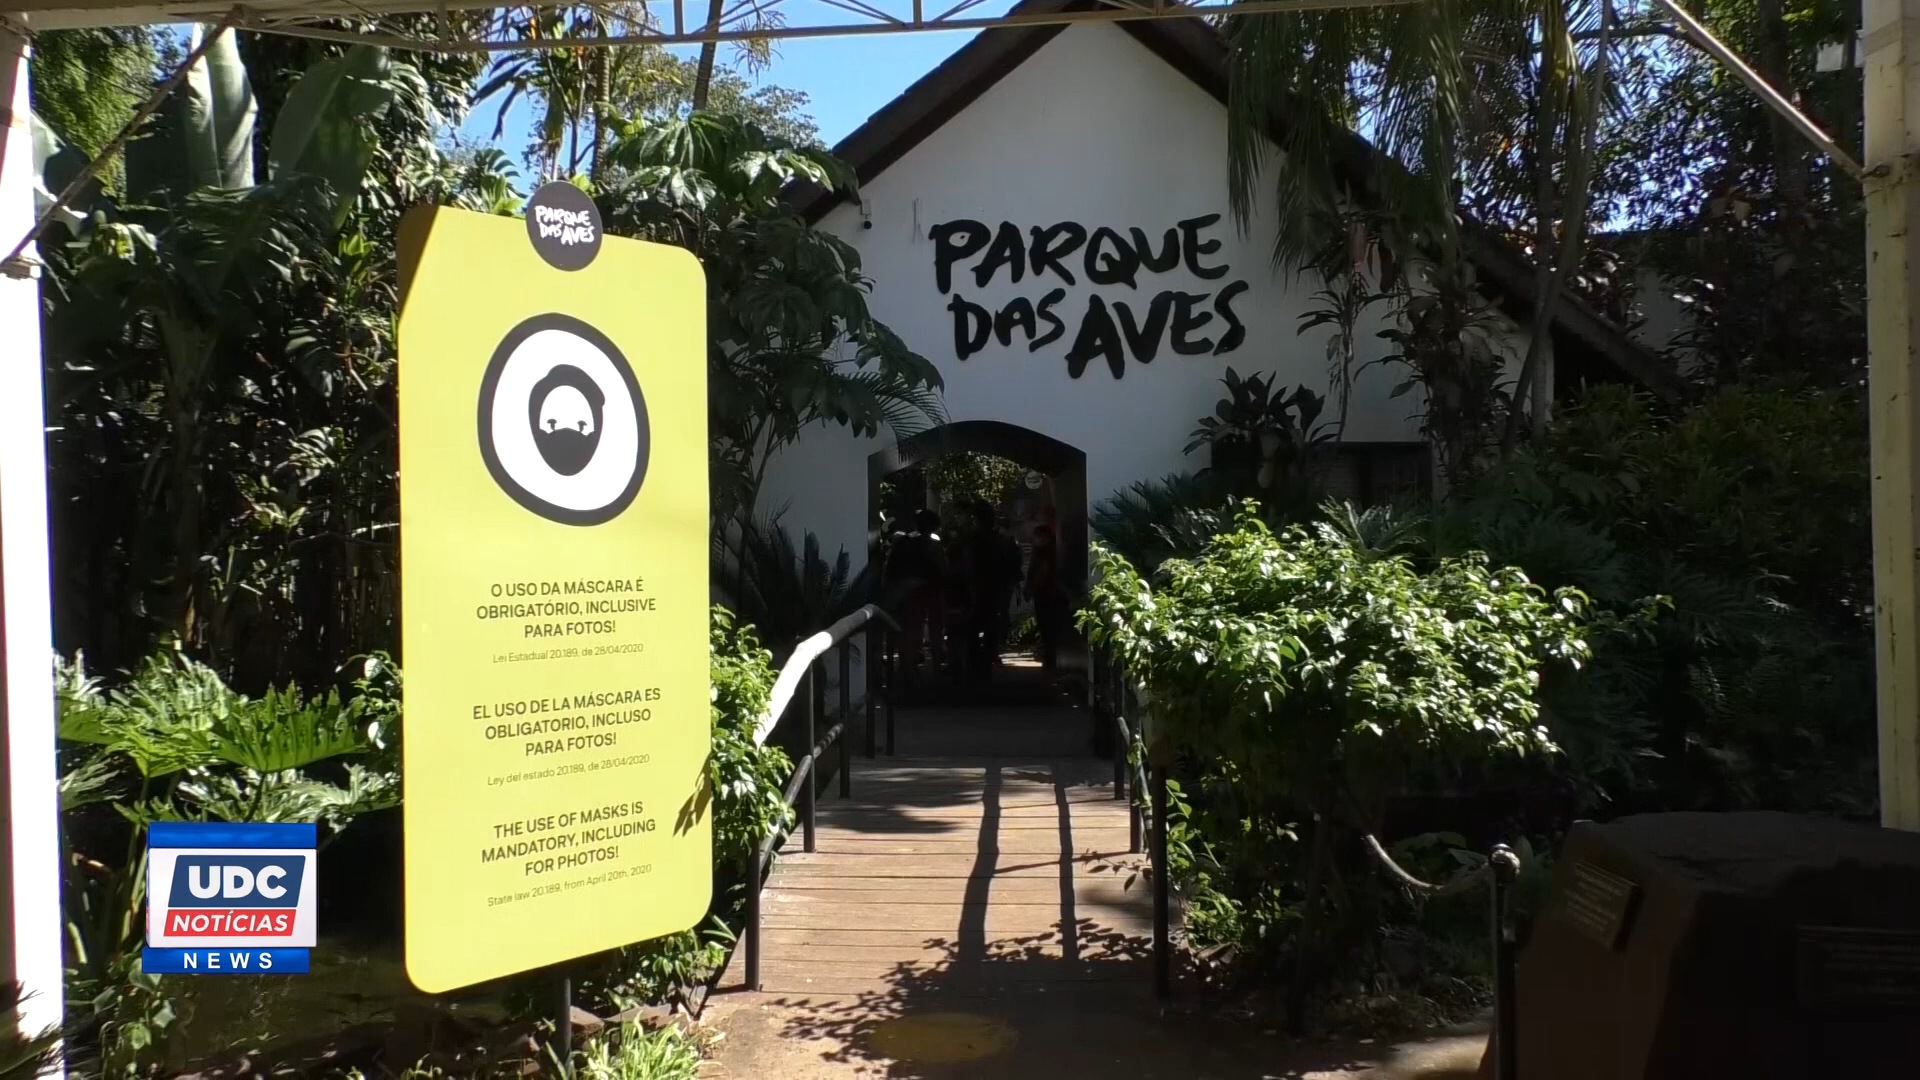 PARQUE
DAS AVES
PARQUE
DAS AVES
O USO DA MÁSCARA É
OBRIGATÓRIO, INCLUSIVE
PARA FOTOS!
Lei Estadual 20.189, de 28/04/2020
EL USO DE LA MÁSCARA ES
OBLIGATORIO, INCLUSO
PARA FOTOS!
Ley del estado 20.189, de 28/04/2020
THE USE OF MASKS IS
MANDATORY, INCLUDING
FOR PHOTOS!
State law 20.189, from April 20th, 2020
UDC
NOTÍCIAS
NEWS